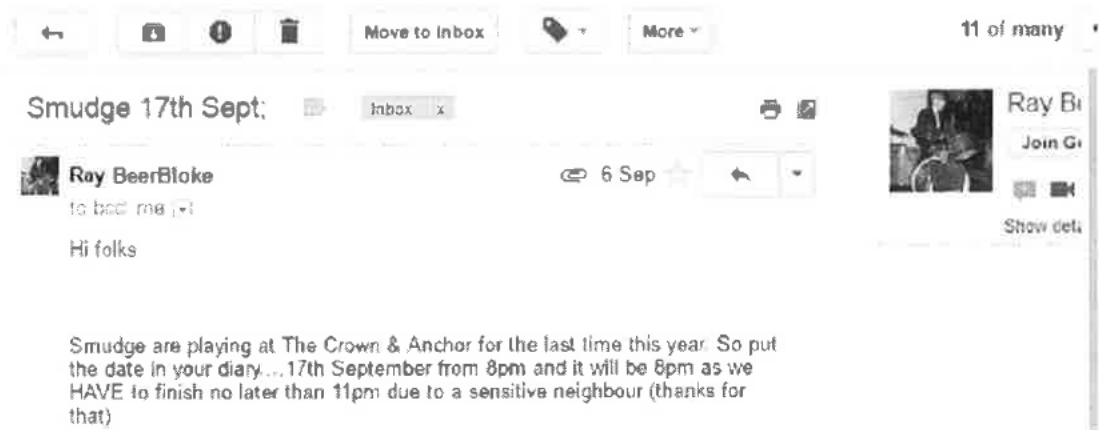 Move to Inbox
More
11 of many
Smudge 17th Sept;
Inbox x
Ray B
Join G
Ray BeerBloke
6 Sep
to bcc: me
Show deta
Hi folks
Smudge are playing at The Crown & Anchor for the last time this year. So put
the date in your diary....17th September from 8pm and it will be 8pm as we
HAVE to finish no later than 11pm due to a sensitive neighbour (thanks for
that)